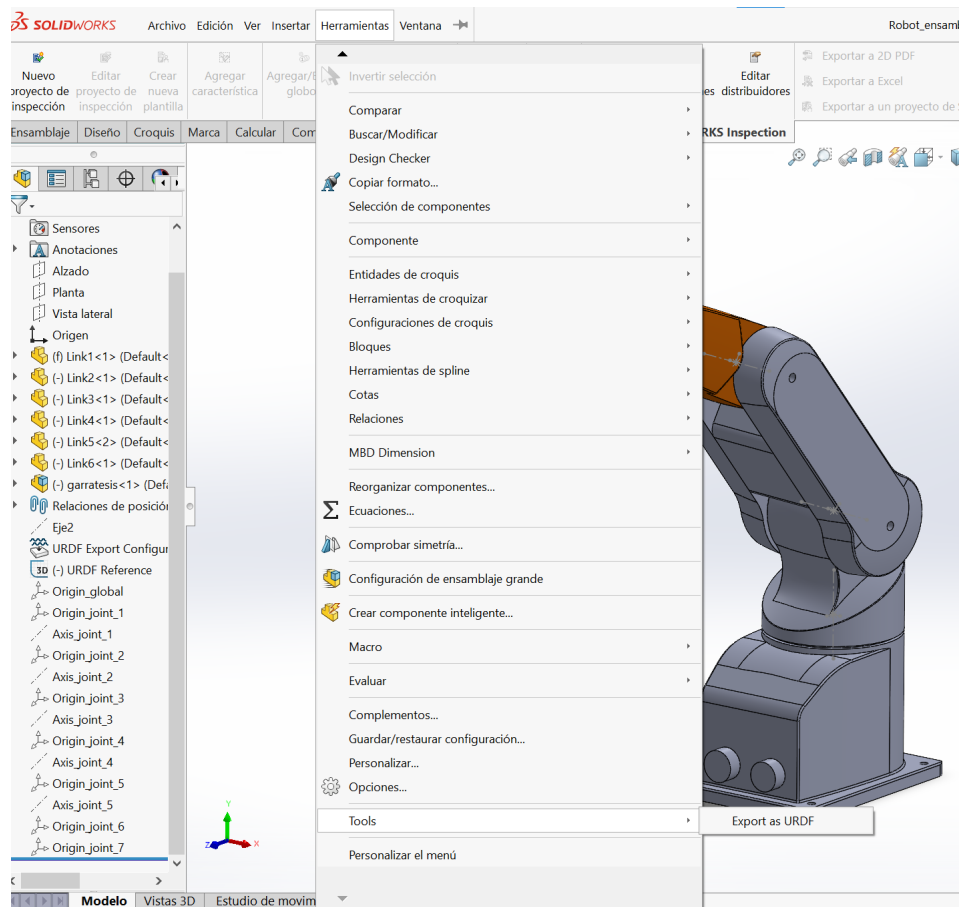 SOLIDWORKS
Archivo Edición Ver Insertar Herramientas Ventana
Robot_ensamb
Nuevo proyecto de inspección
Editar proyecto de inspección
Crear nueva plantilla
Agregar característica
Agregar/E
globo
es
Editar distribuidores
Exportar a 2D PDF
Exportar a Excel
Exportar a un proyecto de
Ensamblaje Diseño Croquis Marca Calcular Com
RKS Inspection
Sensores
Anotaciones
Alzado
Planta
Vista lateral
Origen
(f) Link1<1> (Default<
(-) Link2<1> (Default<
(-) Link3<1> (Default<
(-) Link4<1> (Default<
(-) Link5<2> (Default<
(-) Link6<1> (Default<
(-) garratesis<1> (Defa
Relaciones de posición
Eje2
URDF Export Configur
3D (-) URDF Reference
Origin_global
Origin_joint_1
Axis_joint_1
Origin_joint_2
Axis_joint_2
Origin_joint_3
Axis_joint_3
Origin_joint_4
Axis_joint_4
Origin_joint_5
Axis_joint_5
Origin_joint_6
Origin_joint_7
Invertir selección
Comparar
Buscar/Modificar
Design Checker
Copiar formato...
Selección de componentes
Componente
Entidades de croquis
Herramientas de croquizar
Configuraciones de croquis
Bloques
Herramientas de spline
Cotas
Relaciones
MBD Dimension
Reorganizar componentes...
Ecuaciones...
Comprobar simetría...
Configuración de ensamblaje grande
Crear componente inteligente...
Macro
Evaluar
Complementos...
Guardar/restaurar configuración...
Personalizar...
Opciones...
Tools
Export as URDF
Personalizar el menú
Y
Z
X
Modelo Vistas 3D Estudio de movim